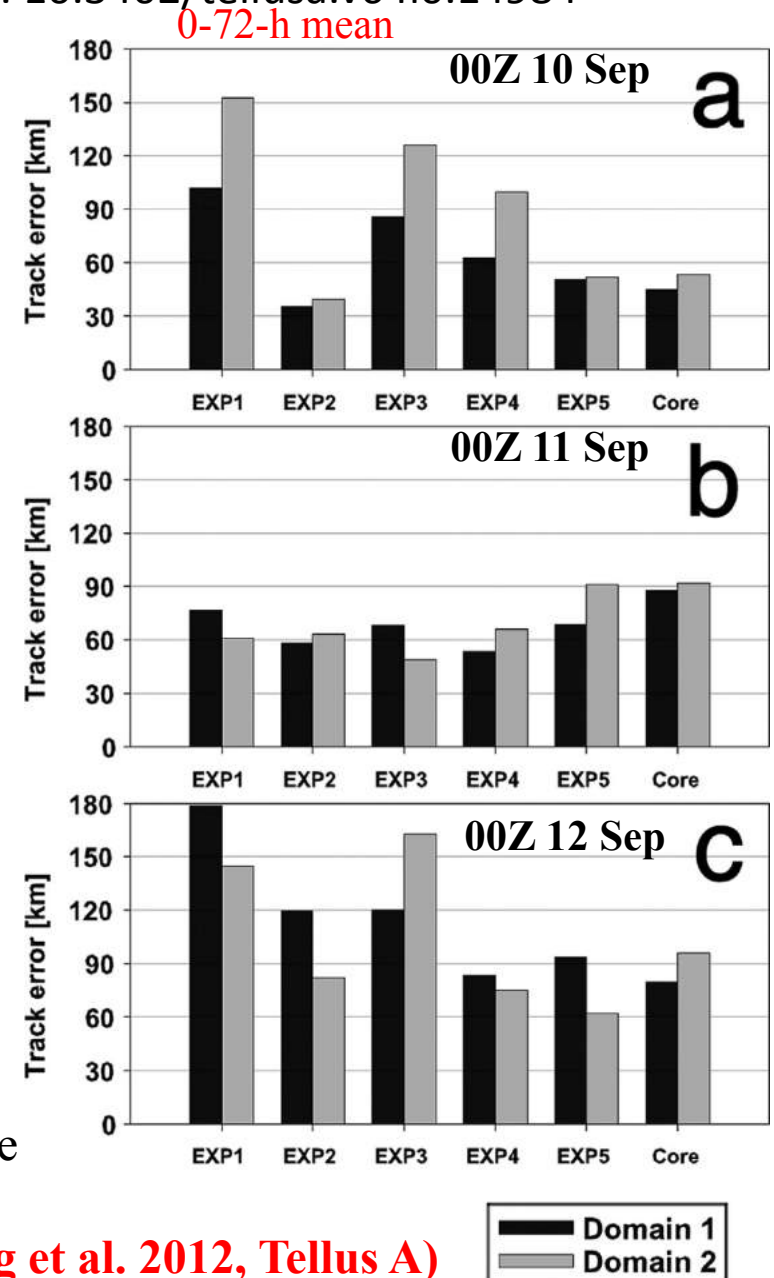 0-72-h mean
180
150
120
90
60
30
0
Track error [km]
00Z 10 Sep
a
EXP1 EXP2 EXP3 EXP4 EXP5 Core
180
150
120
90
60
30
0
Track error [km]
00Z 11 Sep
b
EXP1 EXP2 EXP3 EXP4 EXP5 Core
180
150
120
90
60
30
0
Track error [km]
00Z 12 Sep
c
EXP1 EXP2 EXP3 EXP4 EXP5 Core
e
g et al. 2012, Tellus A)
Domain 1
Domain 2